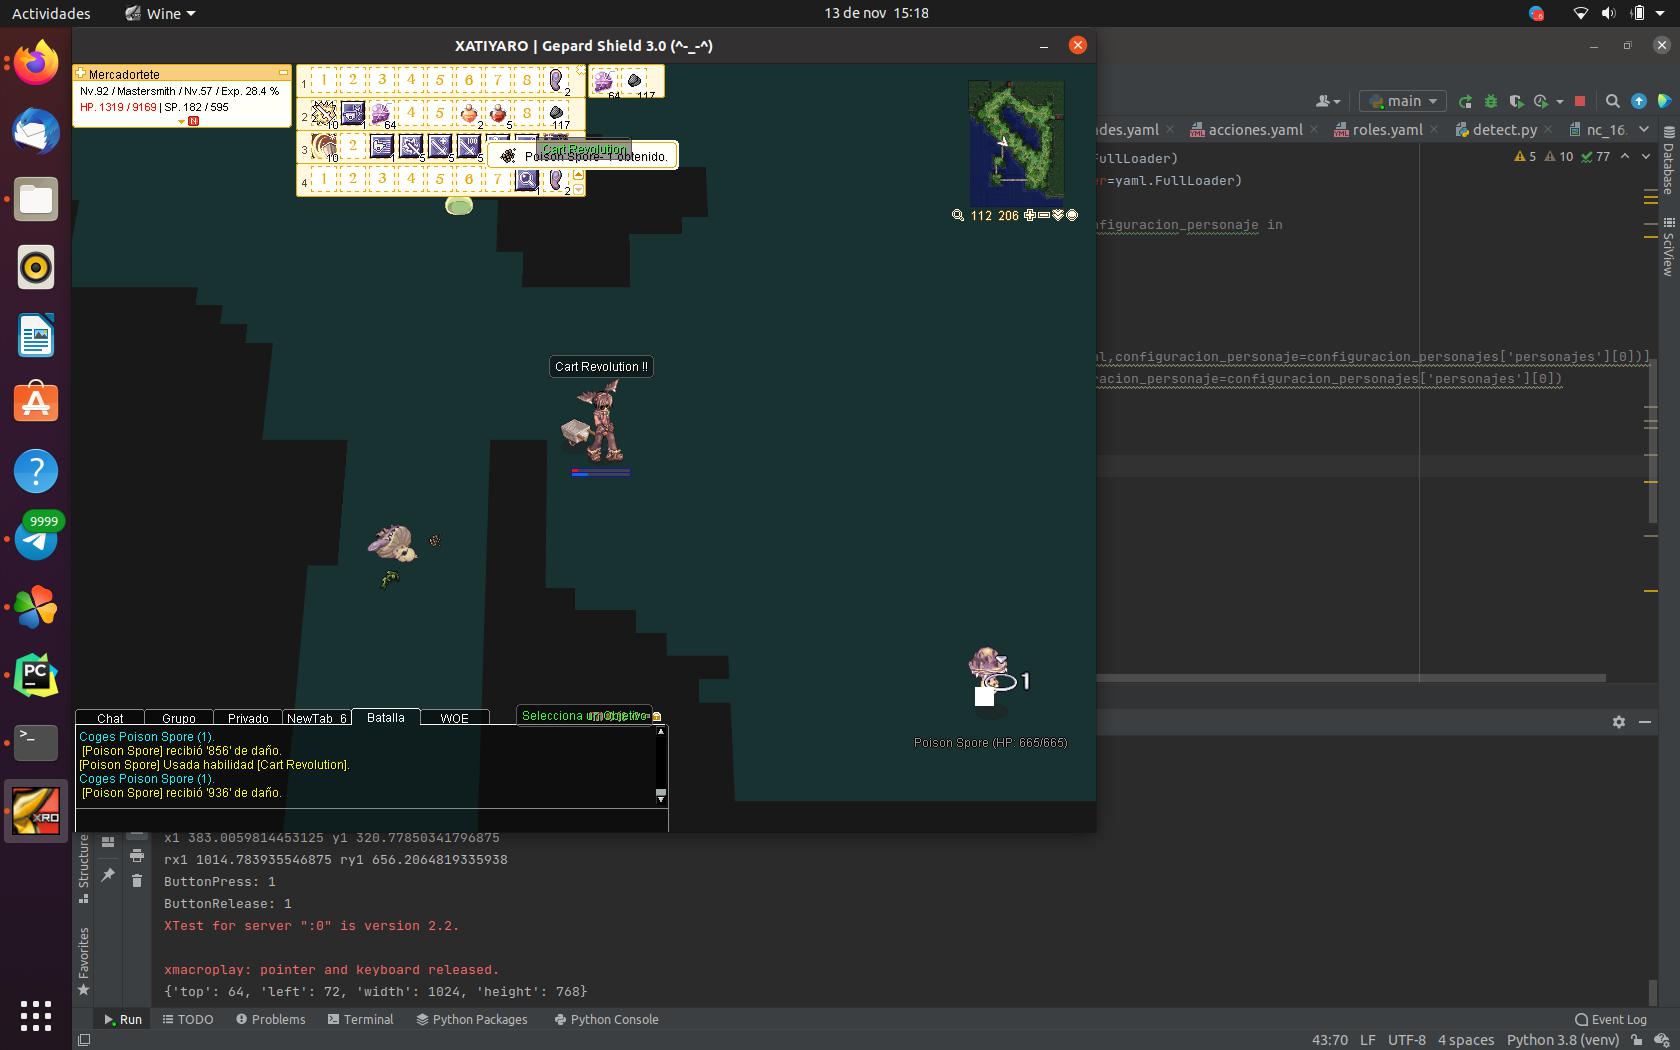 Actividades
Wine
13 de nov 15:18
XATIYARO | Gepard Shield 3.0 (^-_-^)
Mercadortete
Nv.92 / Mastersmith / Nv.57 / Exp. 28.4 %
HP. 1319 / 9169 | SP. 182 / 595
N
1 1 2 3 4 5 6 7 8 2
64 117
2 10 1 64 4 5 2 5 8 117
3 10 2 1 5 5 5
Cart Revolution
Poison Spore- 1 obtenido.
4 1 2 3 4 5 6 7 1 2
112 206
main
ades.yaml
acciones.yaml
roles.yaml
detect.py
nc_16.
FullLoader)
er=yaml.FullLoader)
5 10 77
nfiguracion_personaje in
al,configuracion_personaje=configuracion_personajes['personajes'][0])]
racion_personaje=configuracion_personajes['personajes'][0])
Database
SciView
Cart Revolution !!
9999
1
Poison Spore (HP: 665/665)
Chat Grupo Privado NewTab_6 Batalla WOE
Coges Poison Spore (1).
[Poison Spore] recibió '856' de daño.
[Poison Spore] Usada habilidad [Cart Revolution].
Coges Poison Spore (1).
[Poison Spore] recibió '936' de daño.
PC
XRO
x1 383.0059814453125 y1 320.77850341796875
rx1 1014.783935546875 ry1 656.2064819335938
ButtonPress: 1
ButtonRelease: 1
XTest for server ":0" is version 2.2.
xmacroplay: pointer and keyboard released.
{'top': 64, 'left': 72, 'width': 1024, 'height': 768}
Structure
Favorites
Run TODO Problems Terminal Python Packages Python Console
Event Log
43:70 LF UTF-8 4 spaces Python 3.8 (venv)